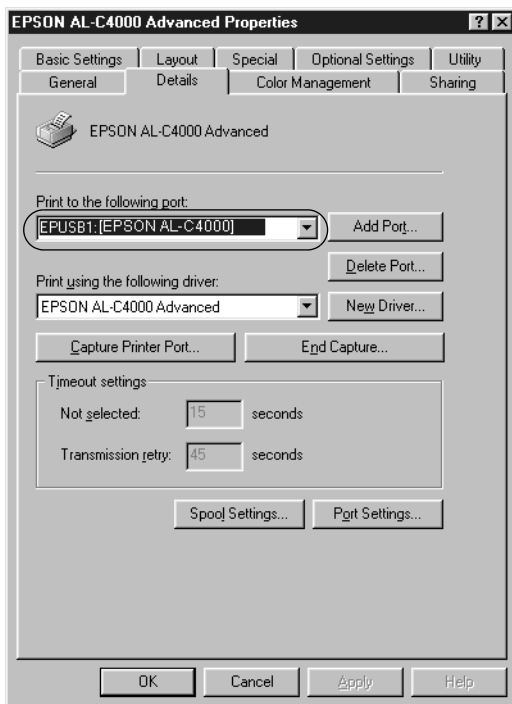 EPSON AL-C4000 Advanced Properties
Basic Settings Layout Special Optional Settings Utility
General Details Color Management Sharing
EPSON AL-C4000 Advanced
Print to the following port:
EPUSB1:[EPSON AL-C4000] Add Port...
Delete Port...
Print using the following driver:
EPSON AL-C4000 Advanced New Driver...
Capture Printer Port... End Capture...
Timeout settings
Not selected: 15 seconds
Transmission retry: 45 seconds
Spool Settings... Port Settings...
OK Cancel Apply Help